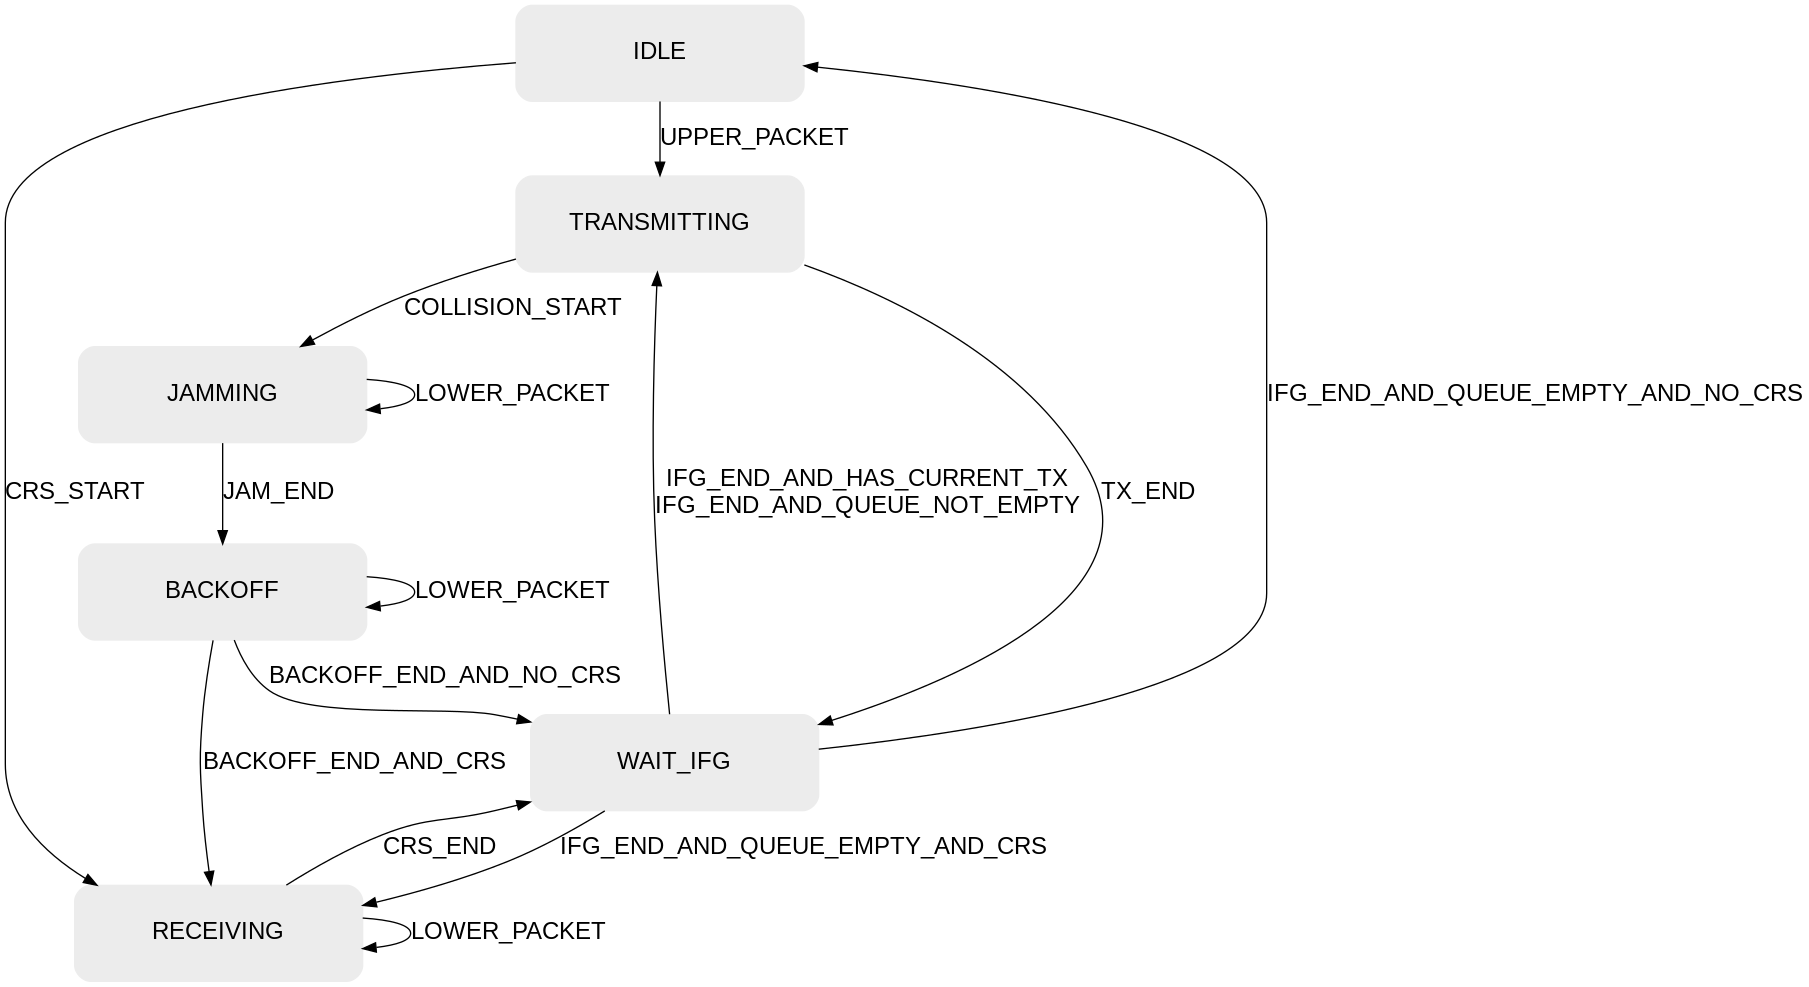 IDLE
UPPER_PACKET
TRANSMITTING
COLLISION_START
JAMMING
LOWER_PACKET
IFG_END_AND_QUEUE_EMPTY_AND_NO_CRS
CRS_START
JAM_END
IFG_END_AND_HAS_CURRENT_TX
IFG_END_AND_QUEUE_NOT_EMPTY
TX_END
BACKOFF
LOWER_PACKET
BACKOFF_END_AND_NO_CRS
BACKOFF_END_AND_CRS
WAIT_IFG
CRS_END
IFG_END_AND_QUEUE_EMPTY_AND_CRS
RECEIVING
LOWER_PACKET